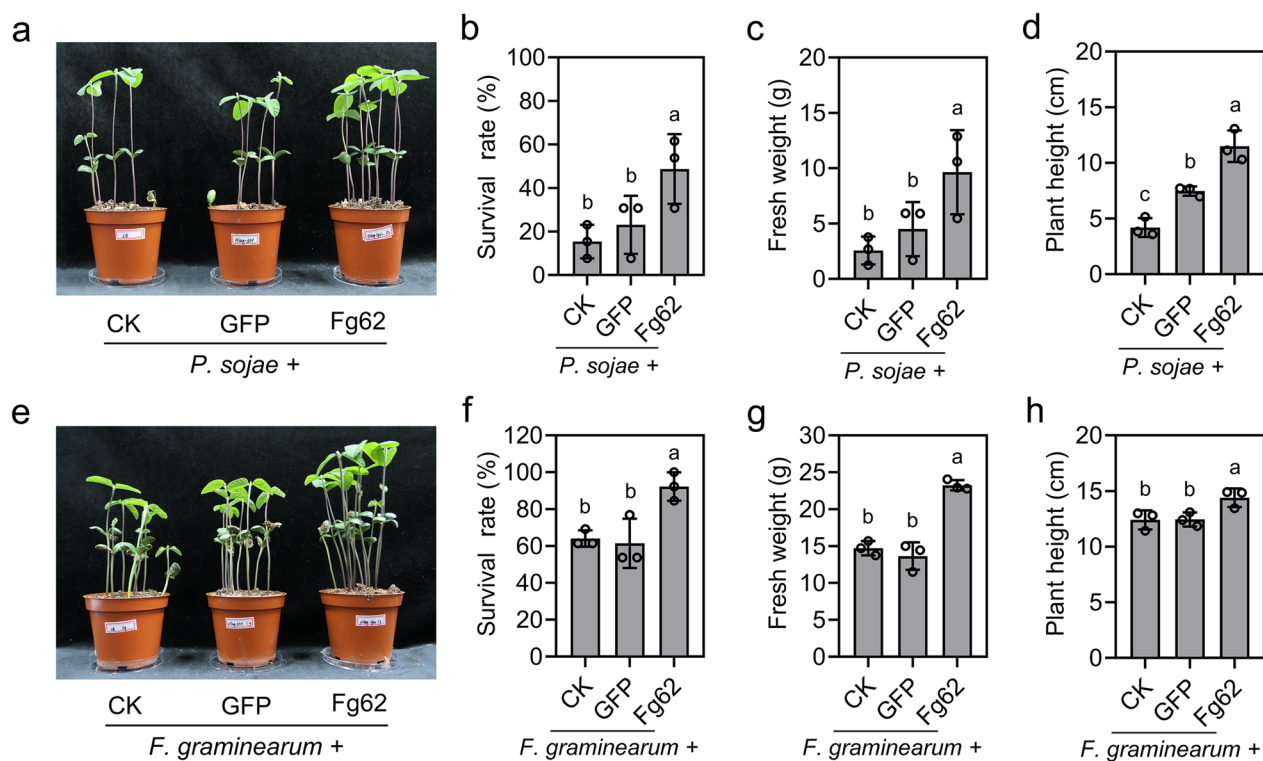 a
CK GFP Fg62
P. sojae +
b
Survival rate (%)
100
80
60
40
20
0
b b a
CK GFP Fg62
P. sojae +
c
Fresh weight (g)
20
15
10
5
0
b b a
CK GFP Fg62
P. sojae +
d
Plant height (cm)
20
15
10
5
0
c b a
CK GFP Fg62
P. sojae +
e
CK GFP Fg62
F. graminearum +
f
Survival rate (%)
120
100
80
60
40
20
0
b b a
CK GFP Fg62
F. graminearum +
g
Fresh weight (g)
30
25
20
15
10
5
0
b b a
CK GFP Fg62
F. graminearum +
h
Plant height (cm)
20
15
10
5
0
b b a
CK GFP Fg62
F. graminearum +